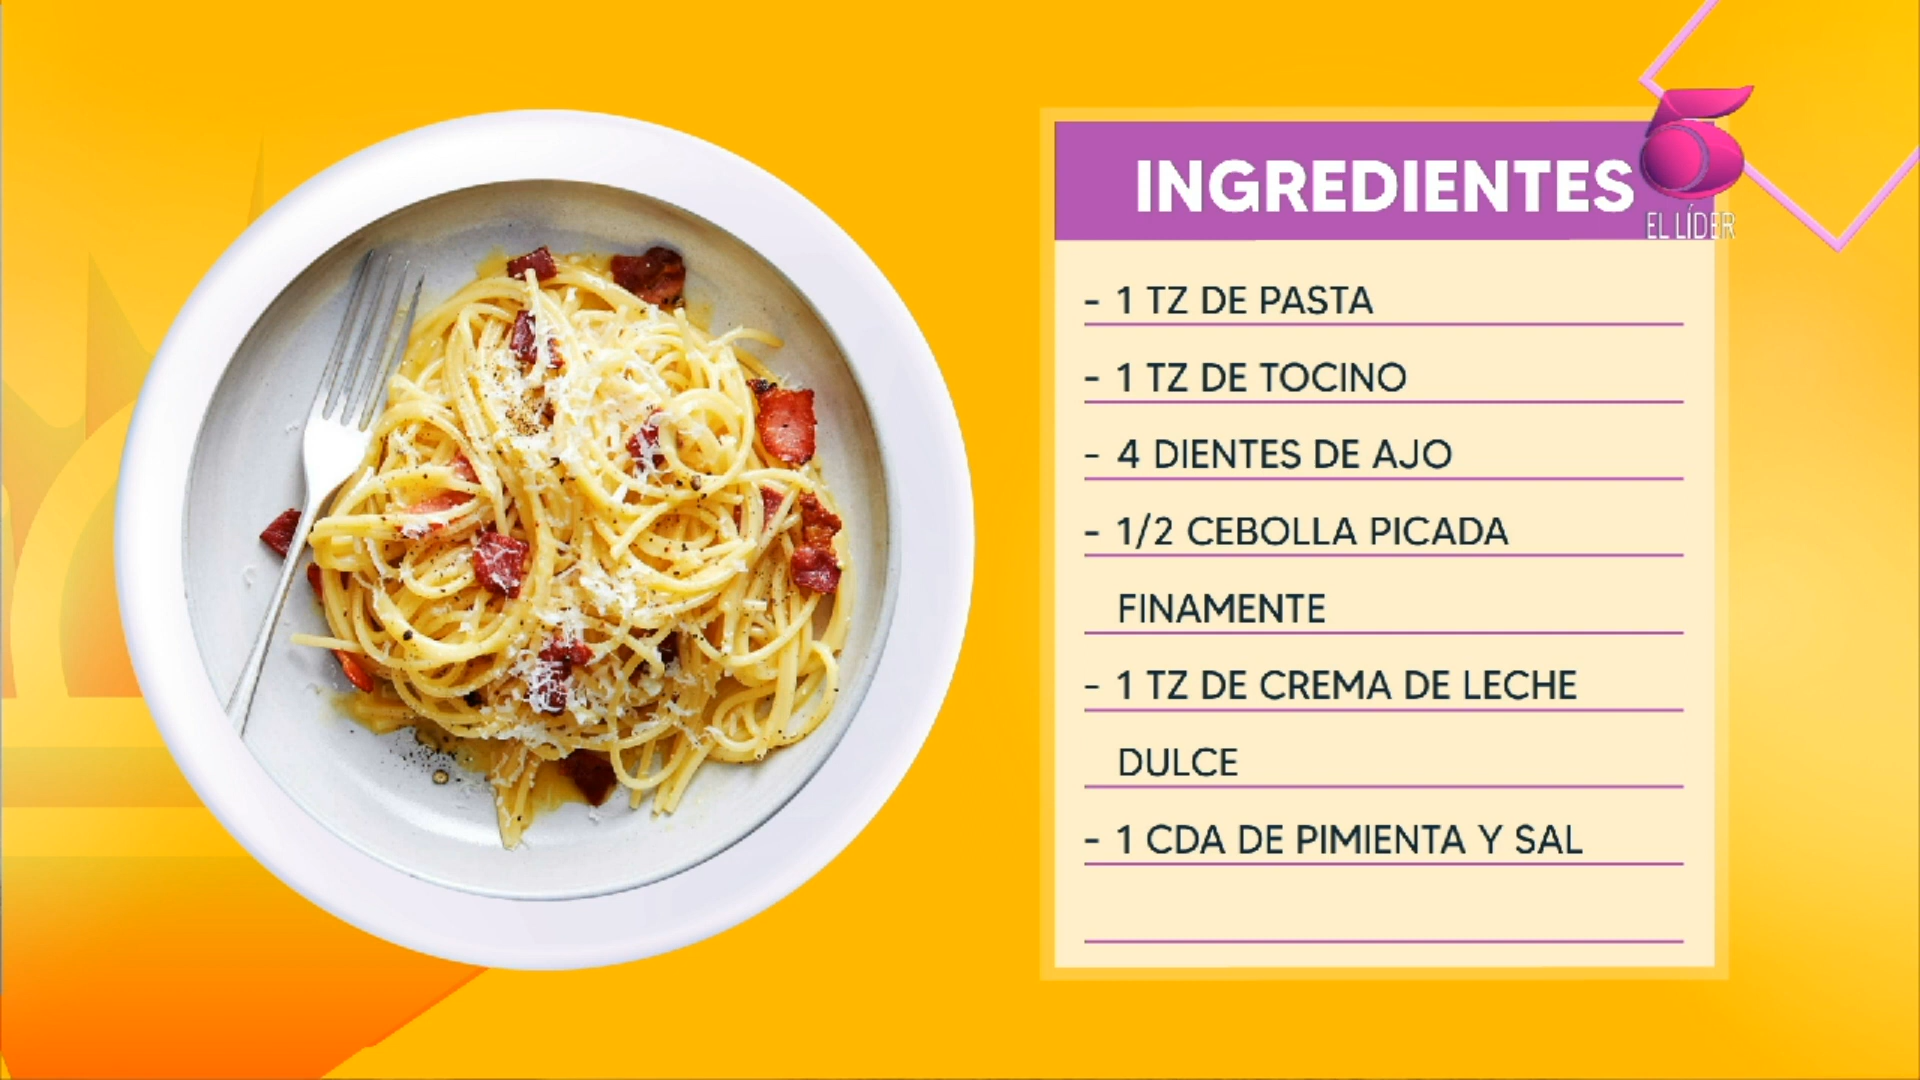 INGREDIENTES
5
EL LÍDER
- 1 TZ DE PASTA
- 1 TZ DE TOCINO
- 4 DIENTES DE AJO
- 1/2 CEBOLLA PICADA
FINAMENTE
- 1 TZ DE CREMA DE LECHE
DULCE
- 1 CDA DE PIMIENTA Y SAL